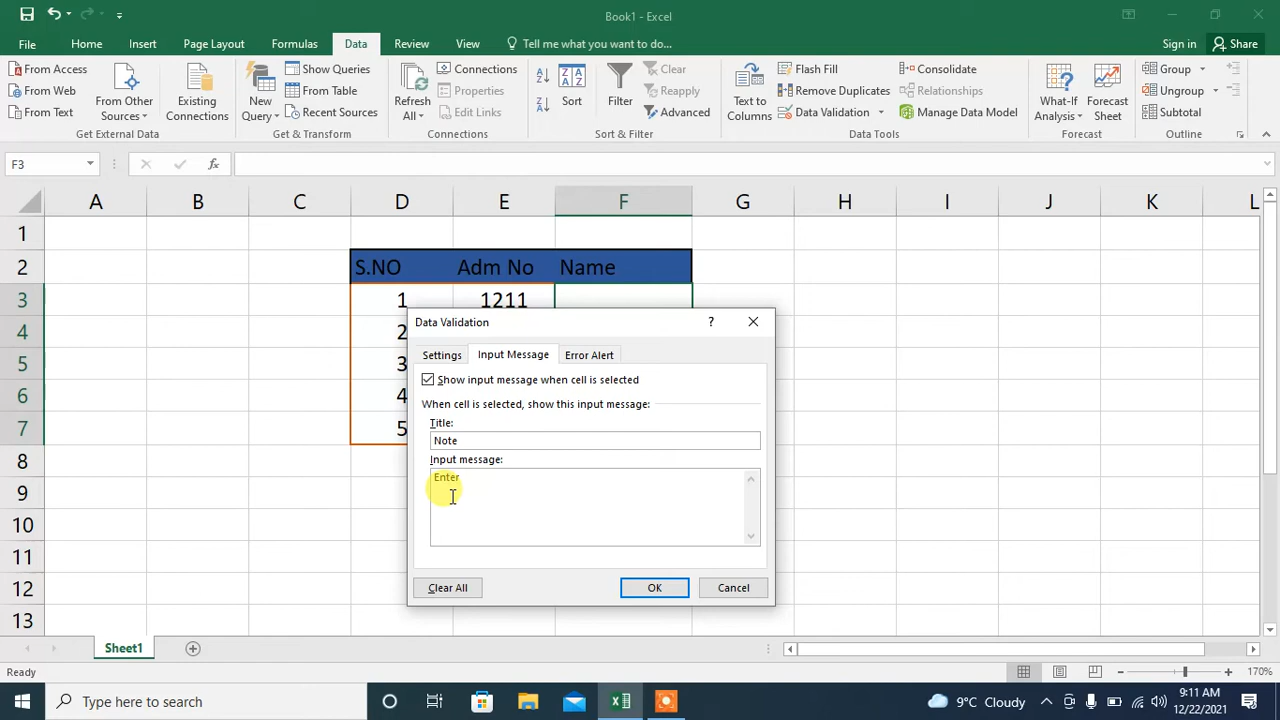 Book1 - Excel
File Home Insert Page Layout Formulas Data Review View Tell me what you want to do... Sign in Share
From Access
From Web
From Text
From Other Sources
Existing Connections
Get External Data
New Query
Show Queries
From Table
Recent Sources
Get & Transform
Refresh All
Connections
Properties
Edit Links
Connections
Sort
Filter
Clear
Reapply
Advanced
Sort & Filter
Text to Columns
Flash Fill
Remove Duplicates
Data Validation
Consolidate
Relationships
Manage Data Model
Data Tools
What-If Analysis
Forecast Sheet
Forecast
Group
Ungroup
Subtotal
Outline
F3 fx
A B C D E F G H I J K L
1
2 S.NO Adm No Name
3 1 1211
4 2
5 3
6 4
7 5
8
9
10
11
12
13
Data Validation ?
Settings Input Message Error Alert
Show input message when cell is selected
When cell is selected, show this input message:
Title:
Note
Input message:
Enter
Clear All OK Cancel
Sheet1
Ready 170%
Type here to search 9°C Cloudy 9:11 AM
12/22/2021